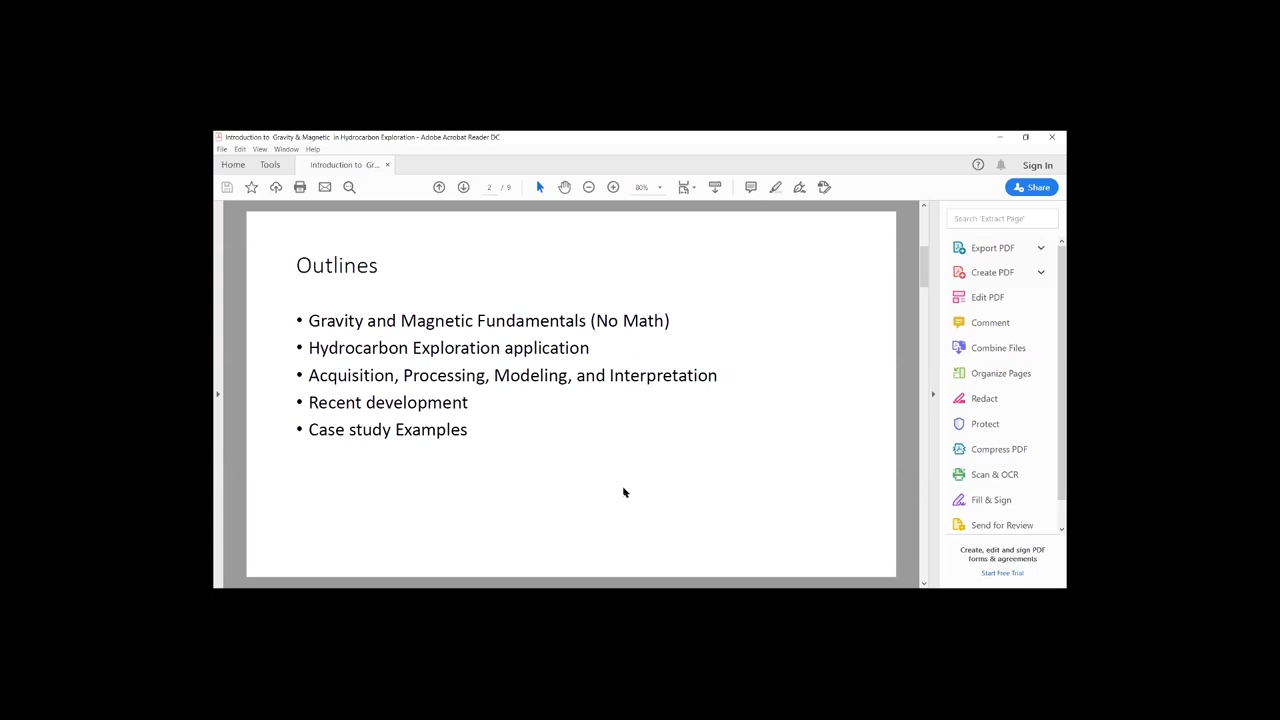 Introduction to Gravity & Magnetic in Hydrocarbon Exploration - Adobe Acrobat Reader DC
File Edit View Window Help
Home Tools Introduction to Gr... ×
Sign In
2 / 9
80%
Share
Search 'Extract Page'
Outlines
• Gravity and Magnetic Fundamentals (No Math)
• Hydrocarbon Exploration application
• Acquisition, Processing, Modeling, and Interpretation
• Recent development
• Case study Examples
Export PDF
Create PDF
Edit PDF
Comment
Combine Files
Organize Pages
Redact
Protect
Compress PDF
Scan & OCR
Fill & Sign
Send for Review
Create, edit and sign PDF
forms & agreements
Start Free Trial